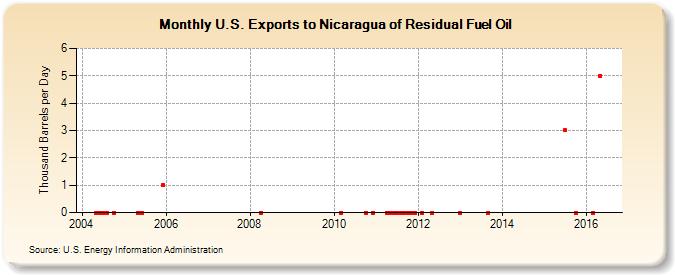 Monthly U.S. Exports to Nicaragua of Residual Fuel Oil
Thousand Barrels per Day
6
5
4
3
2
1
0
2004 2006 2008 2010 2012 2014 2016
Source: U.S. Energy Information Administration